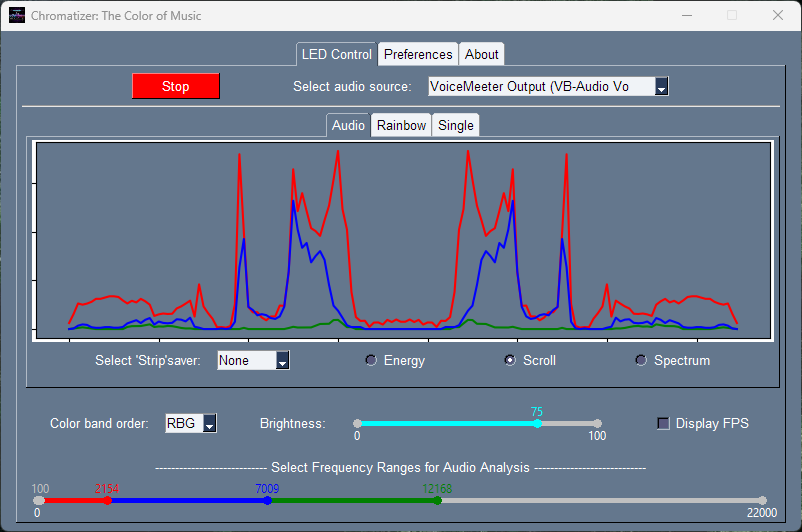 Chromatizer: The Color of Music
LED Control Preferences About
Stop Select audio source: VoiceMeeter Output (VB-Audio Vo
Audio Rainbow Single
Select 'Strip'saver: None Energy Scroll Spectrum
Color band order: RBG Brightness: 75 Display FPS
0 100
--------------------------- Select Frequency Ranges for Audio Analysis ---------------------------
100 2154 7009 12168
0 22000